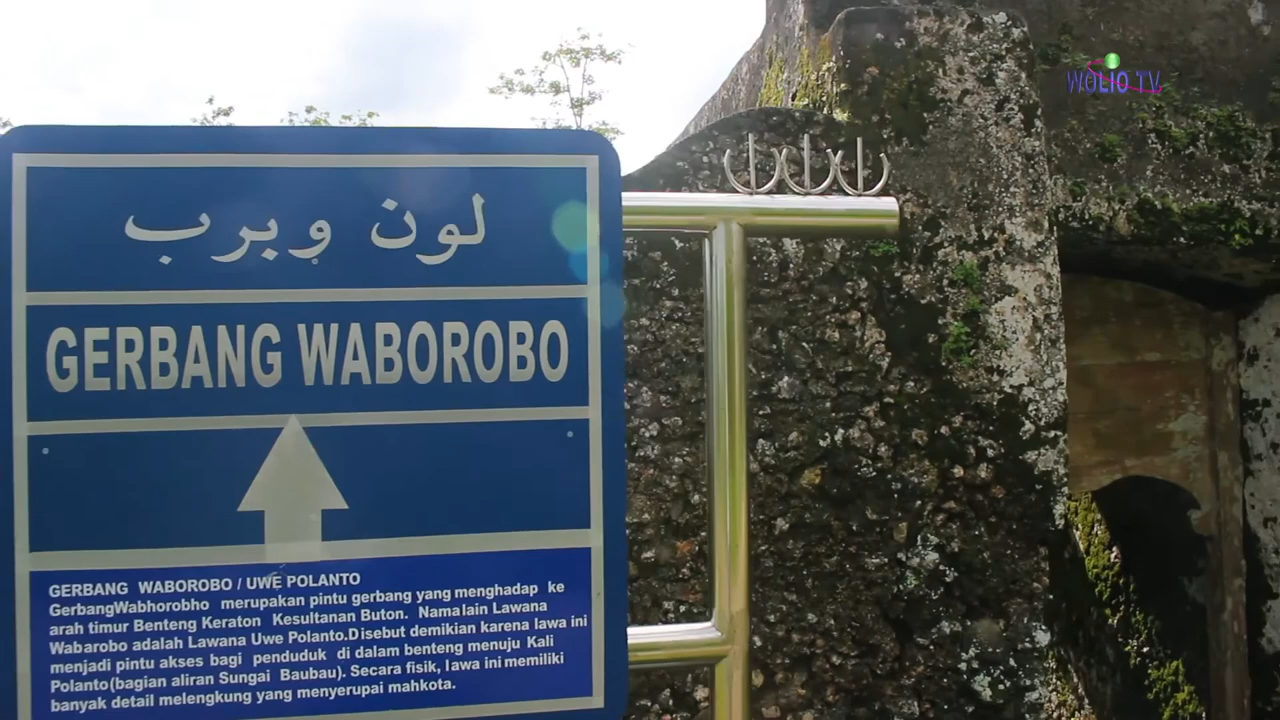 WOLIO TV
لون وبرب
GERBANG WABOROBO
GERBANG WABOROBO / UWE POLANTO
GerbangWabhorobho merupakan pintu gerbang yang menghadap ke
arah timur Benteng Keraton Kesultanan Buton. Nama lain Lawana
Wabarobo adalah Lawana Uwe Polanto.Disebut demikian karena lawa ini
menjadi pintu akses bagi penduduk di dalam benteng menuju Kali
Polanto(bagian aliran Sungai Baubau). Secara fisik, lawa ini memiliki
banyak detail melengkung yang menyerupai mahkota.